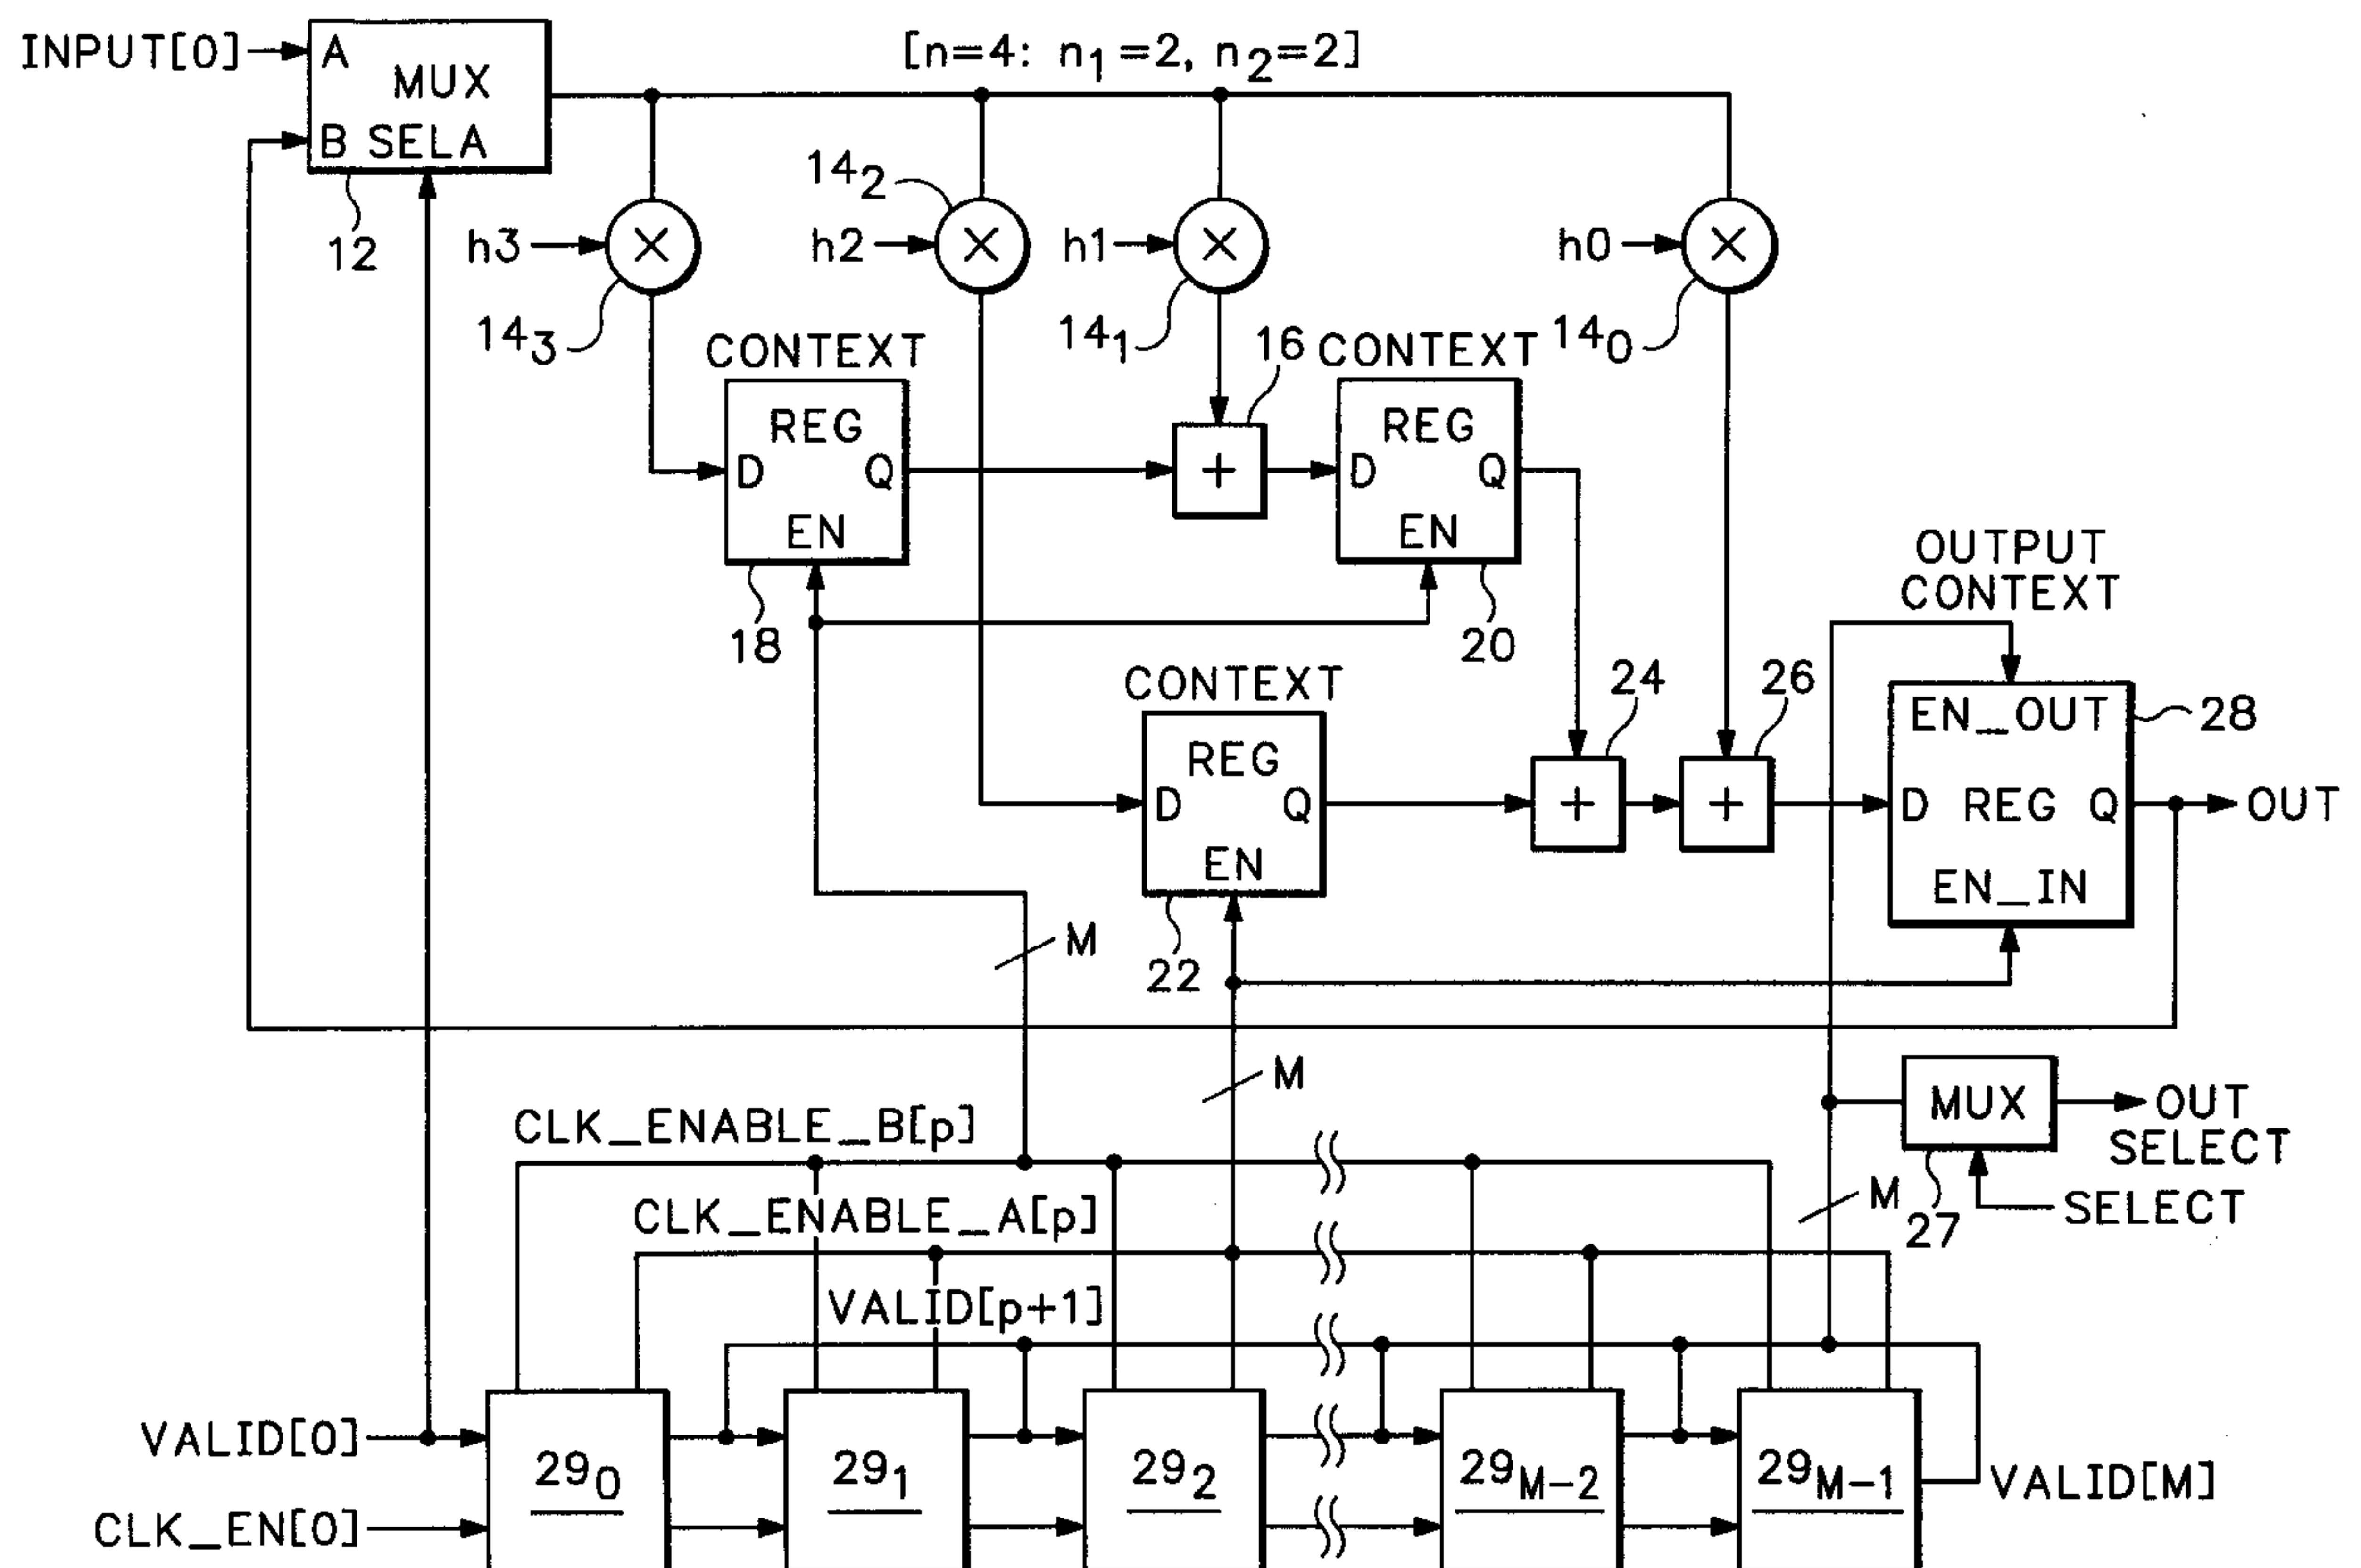 INPUT[0]
A
MUX
B SELA
[n=4: n1=2, n2=2]
12
142
h3
×
h2
×
h1
×
h0
×
143
CONTEXT
141
16
CONTEXT
140
REG
D Q
EN
+
REG
D Q
EN
18
20
OUTPUT
CONTEXT
CONTEXT
24
26
REG
D Q
EN
+
+
EN_OUT
D REG Q
EN_IN
28
OUT
M
22
M
MUX
OUT
SELECT
CLK_ENABLE_B[p]
M
27
SELECT
CLK_ENABLE_A[p]
VALID[p+1]
VALID[0]
290
291
292
29M-2
29M-1
VALID[M]
CLK_EN[0]